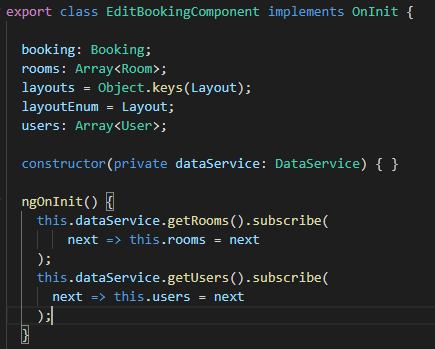 export class EditBookingComponent implements OnInit {
booking: Booking;
rooms: Array<Room>;
layouts = Object.keys(Layout);
layoutEnum = Layout;
users: Array<User>;
constructor(private dataService: DataService) { }
ngOnInit() {
this.dataService.getRooms().subscribe(
next => this.rooms = next
);
this.dataService.getUsers().subscribe(
next => this.users = next
);
}